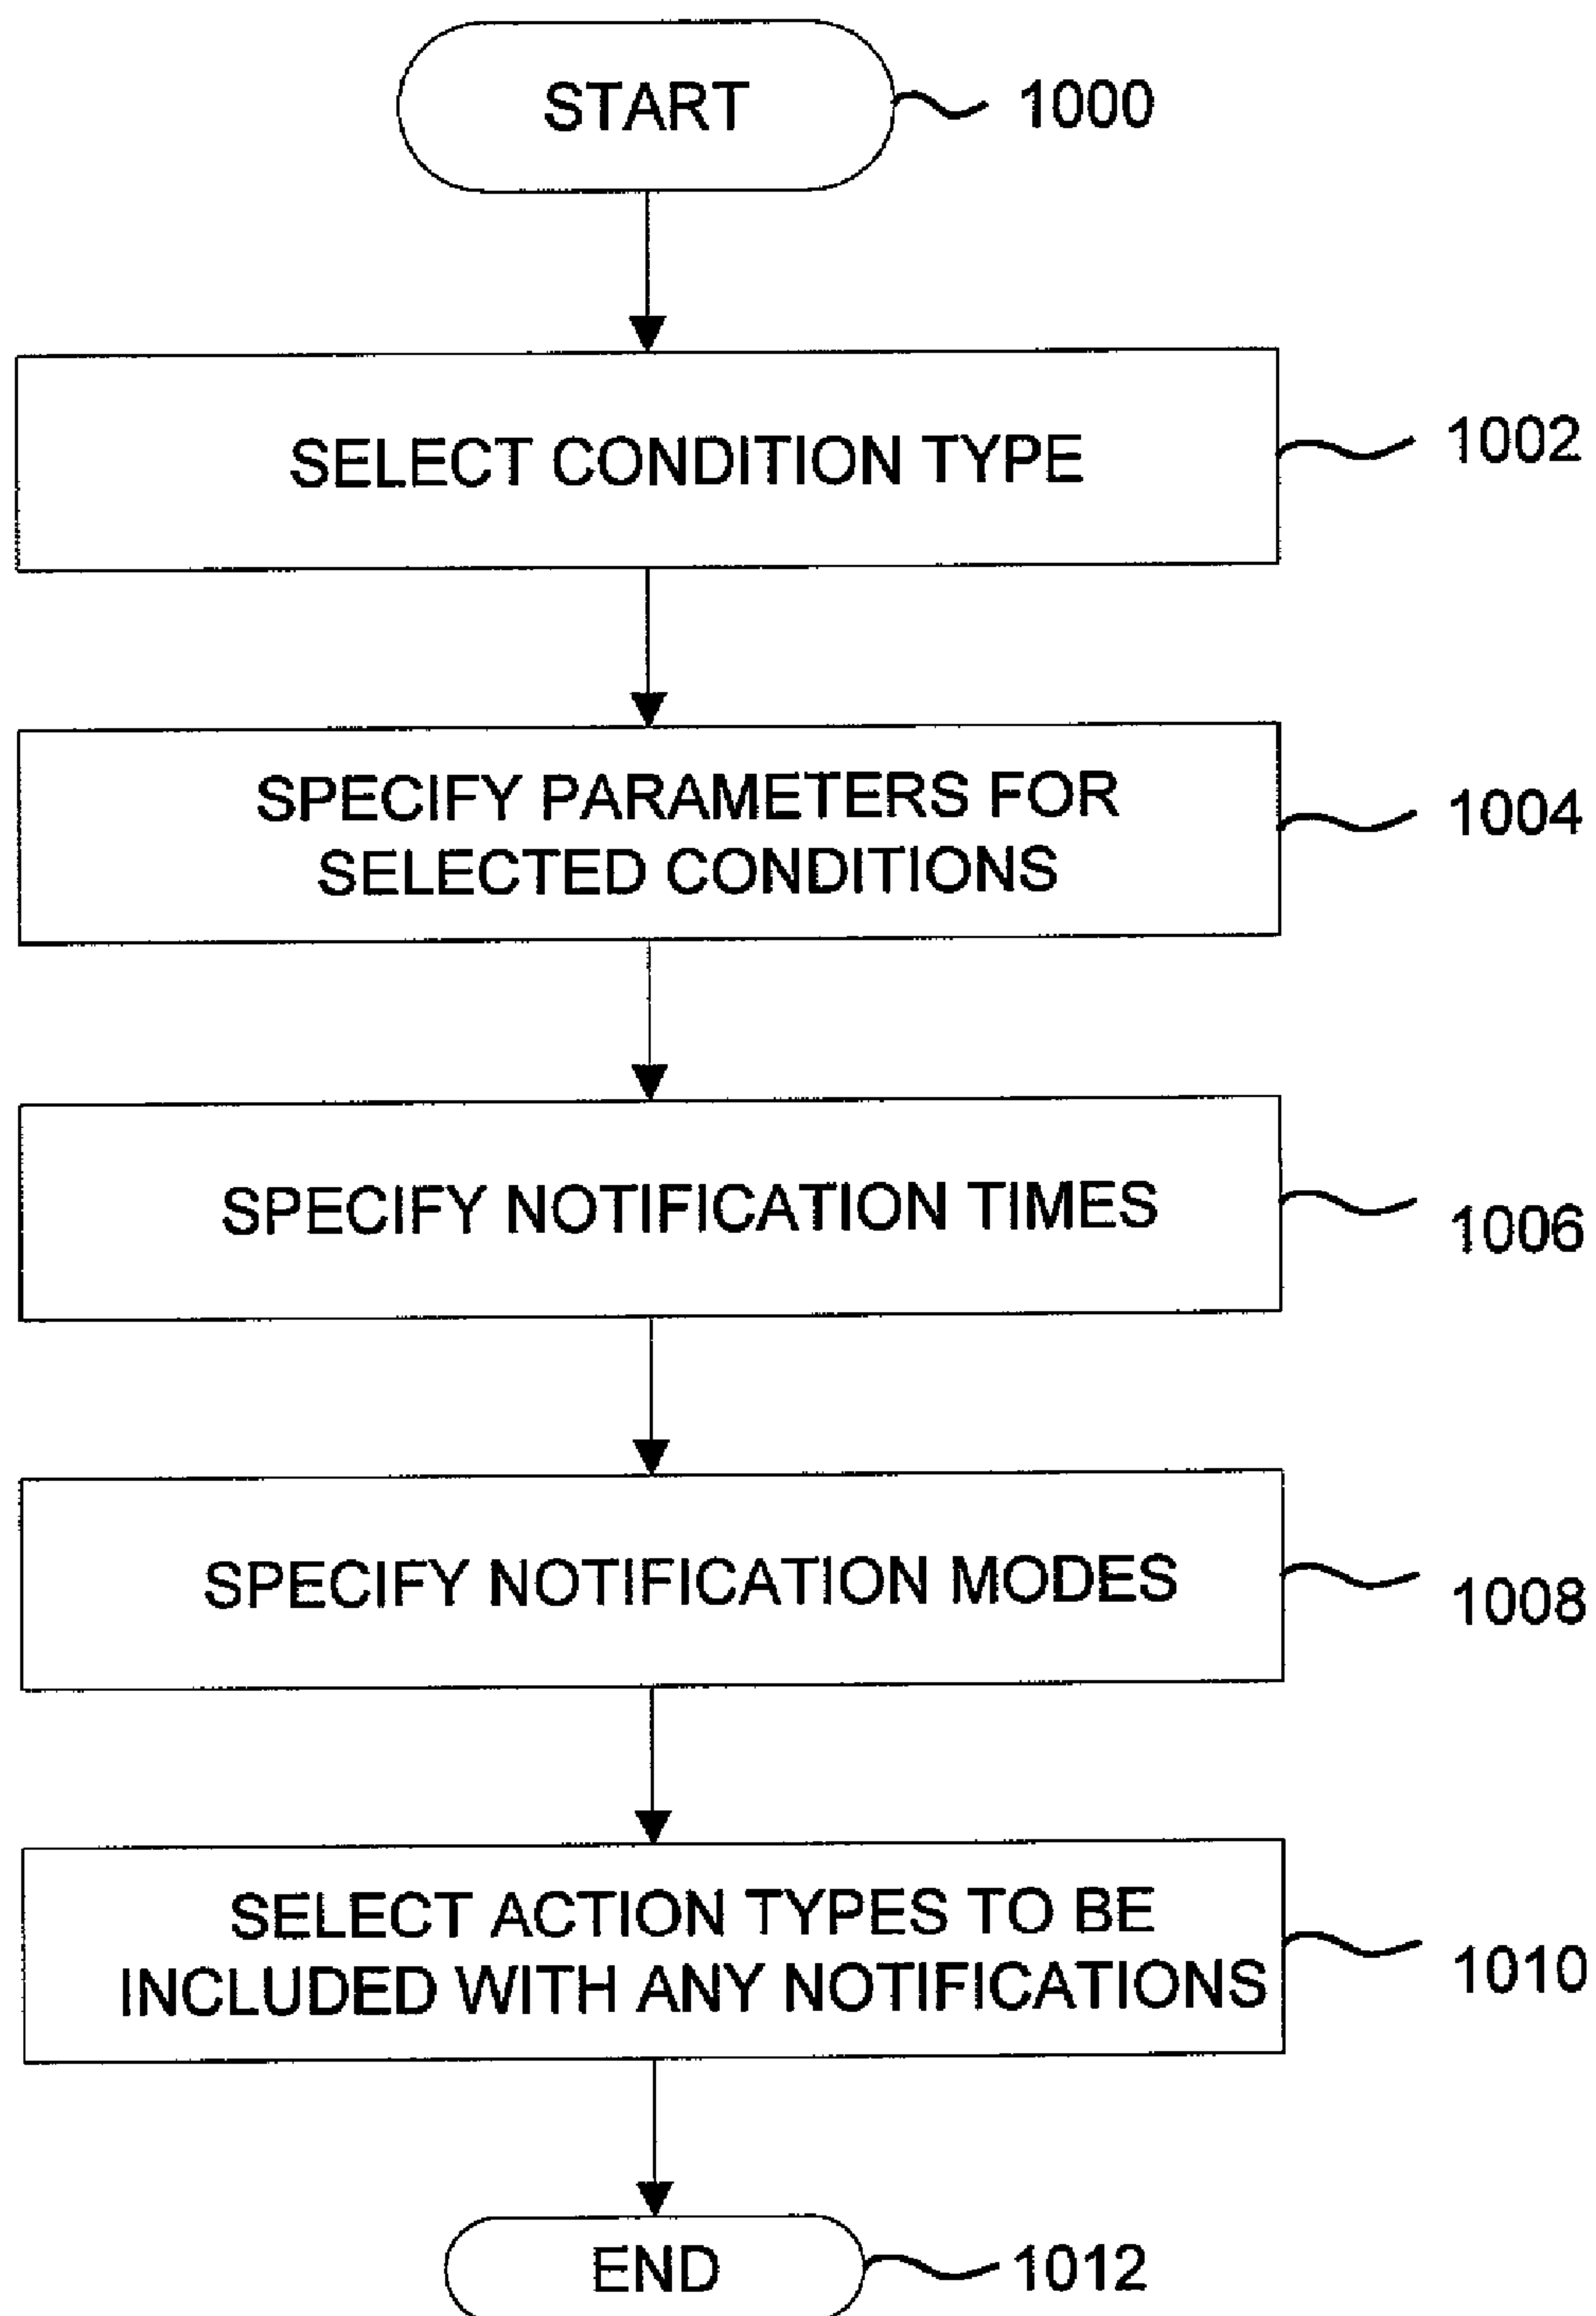 START
1000
SELECT CONDITION TYPE
1002
SPECIFY PARAMETERS FOR
SELECTED CONDITIONS
1004
SPECIFY NOTIFICATION TIMES
1006
SPECIFY NOTIFICATION MODES
1008
SELECT ACTION TYPES TO BE
INCLUDED WITH ANY NOTIFICATIONS
1010
END
1012